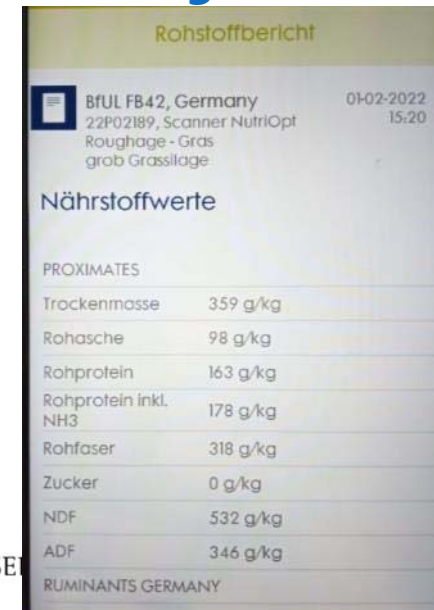 Rohstoffbericht
BfUL FB42, Germany 01-02-2022
22P02189, Scanner NutriOpt 15:20
Roughage - Gras
grob Grassilage
Nährstoffwerte
PROXIMATES
Trockenmasse 359 g/kg
Rohasche 98 g/kg
Rohprotein 163 g/kg
Rohprotein inkl. NH3 178 g/kg
Rohfaser 318 g/kg
Zucker 0 g/kg
NDF 532 g/kg
ADF 346 g/kg
RUMINANTS GERMANY